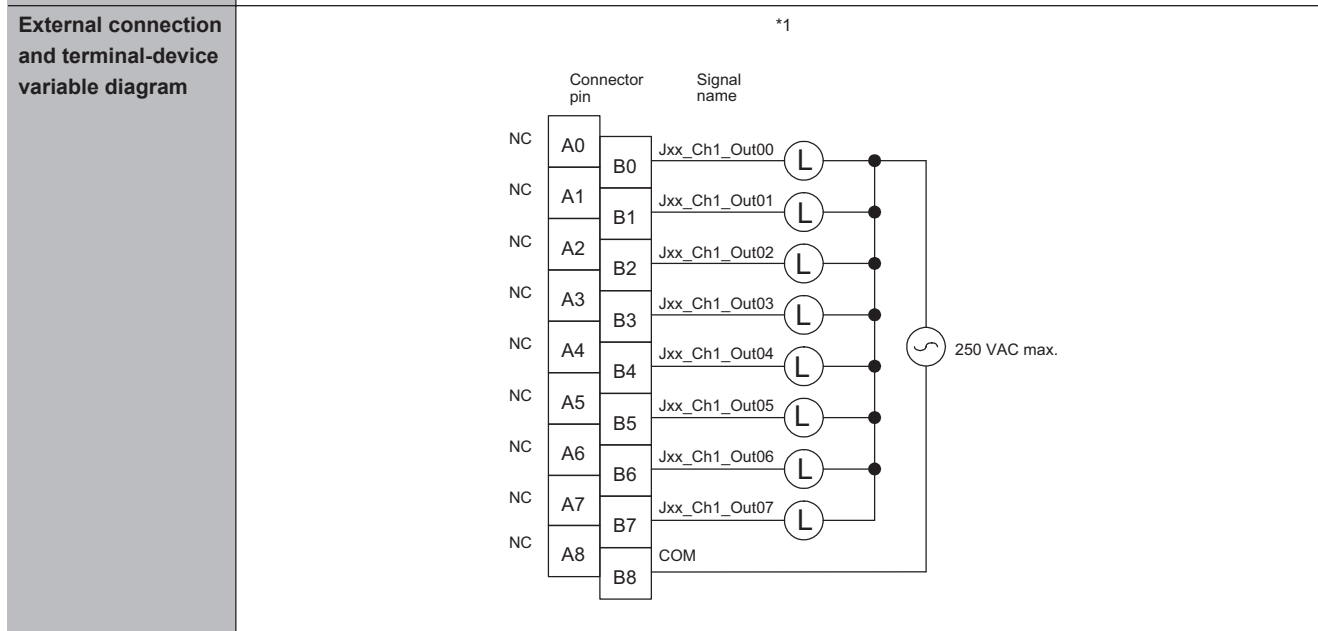 External connection
and terminal-device
variable diagram
*1
Connector
pin
Signal
name
NC
A0
B0
Jxx_Ch1_Out00
L
NC
A1
B1
Jxx_Ch1_Out01
L
NC
A2
B2
Jxx_Ch1_Out02
L
NC
A3
B3
Jxx_Ch1_Out03
L
NC
A4
B4
Jxx_Ch1_Out04
L
250 VAC max.
NC
A5
B5
Jxx_Ch1_Out05
L
NC
A6
B6
Jxx_Ch1_Out06
L
NC
A7
B7
Jxx_Ch1_Out07
L
NC
A8
B8
COM